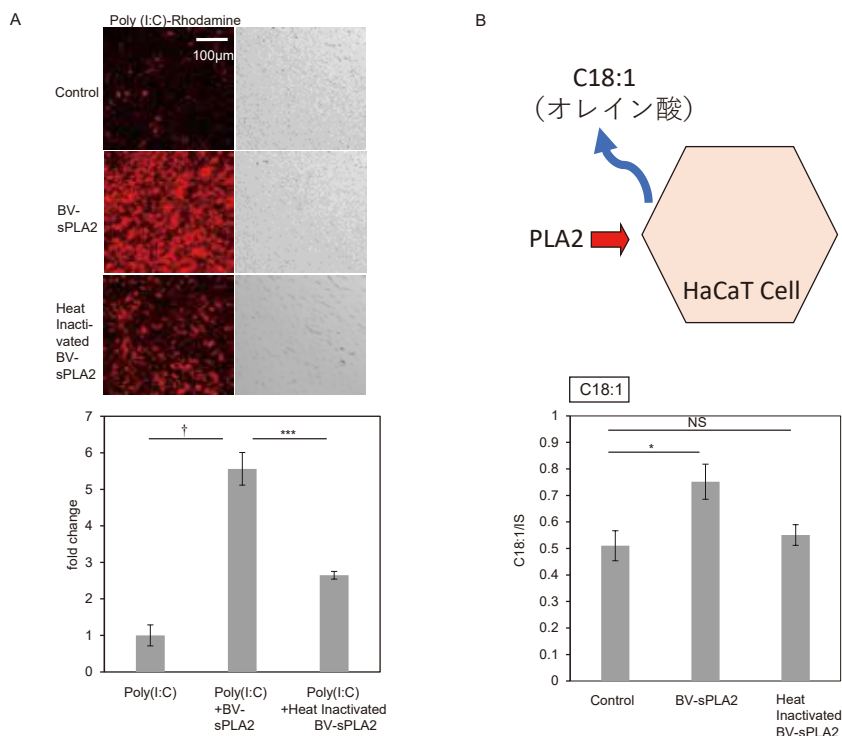 A
Poly (I:C)-Rhodamine
100μm
Control
BV-
sPLA2
Heat
Inacti-
vated
BV-
sPLA2
7
6
5
4
3
2
1
0
fold change
†
***
Poly(I:C)
Poly(I:C)
+BV-
sPLA2
Poly(I:C)
+Heat Inactivated
BV-sPLA2
B
C18:1
（オレイン酸）
PLA2
HaCaT Cell
C18:1
1
0.9
0.8
0.7
0.6
0.5
0.4
0.3
0.2
0.1
0
C18:1/IS
NS
*
Control
BV-sPLA2
Heat
Inactivated
BV-sPLA2